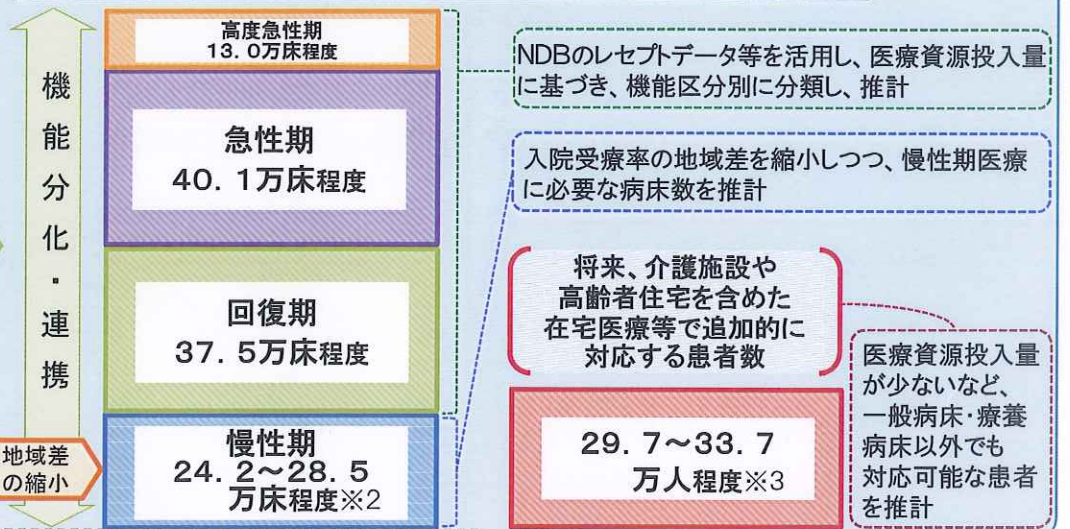 機能分化・連携
地域差
の縮小
高度急性期
13.0万床程度
急性期
40.1万床程度
回復期
37.5万床程度
慢性期
24.2～28.5
万床程度※2
NDBのレセプトデータ等を活用し、医療資源投入量
に基づき、機能区分別に分類し、推計
入院受療率の地域差を縮小しつつ、慢性期医療
に必要な病床数を推計
将来、介護施設や
高齢者住宅を含めた
在宅医療等で追加的に
対応する患者数
29.7～33.7
万人程度※3
医療資源投入量
が少ないなど、
一般病床・療養
病床以外でも
対応可能な患者
を推計